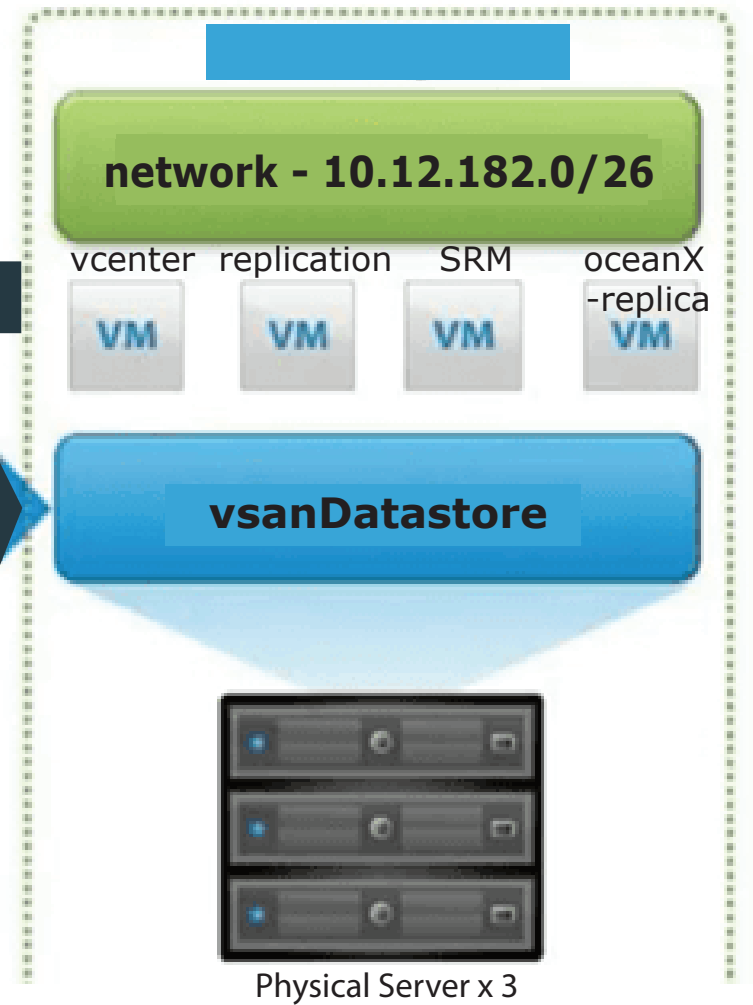 network - 10.12.182.0/26
vcenter replication SRM oceanX
-replica
VM VM VM VM
vsanDatastore
Physical Server x 3